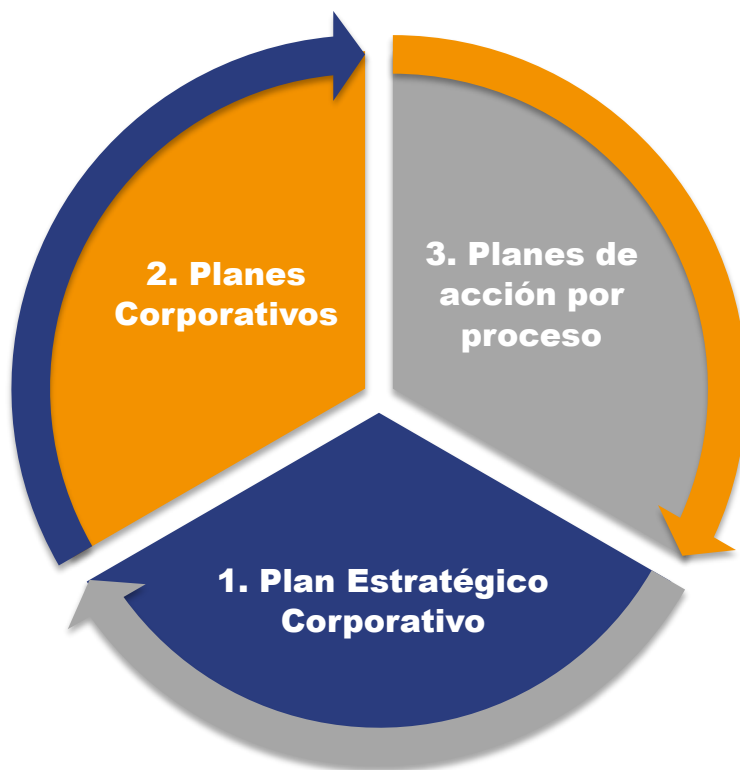 2. Planes
Corporativos
3. Planes de
acción por
proceso
1. Plan Estratégico
Corporativo